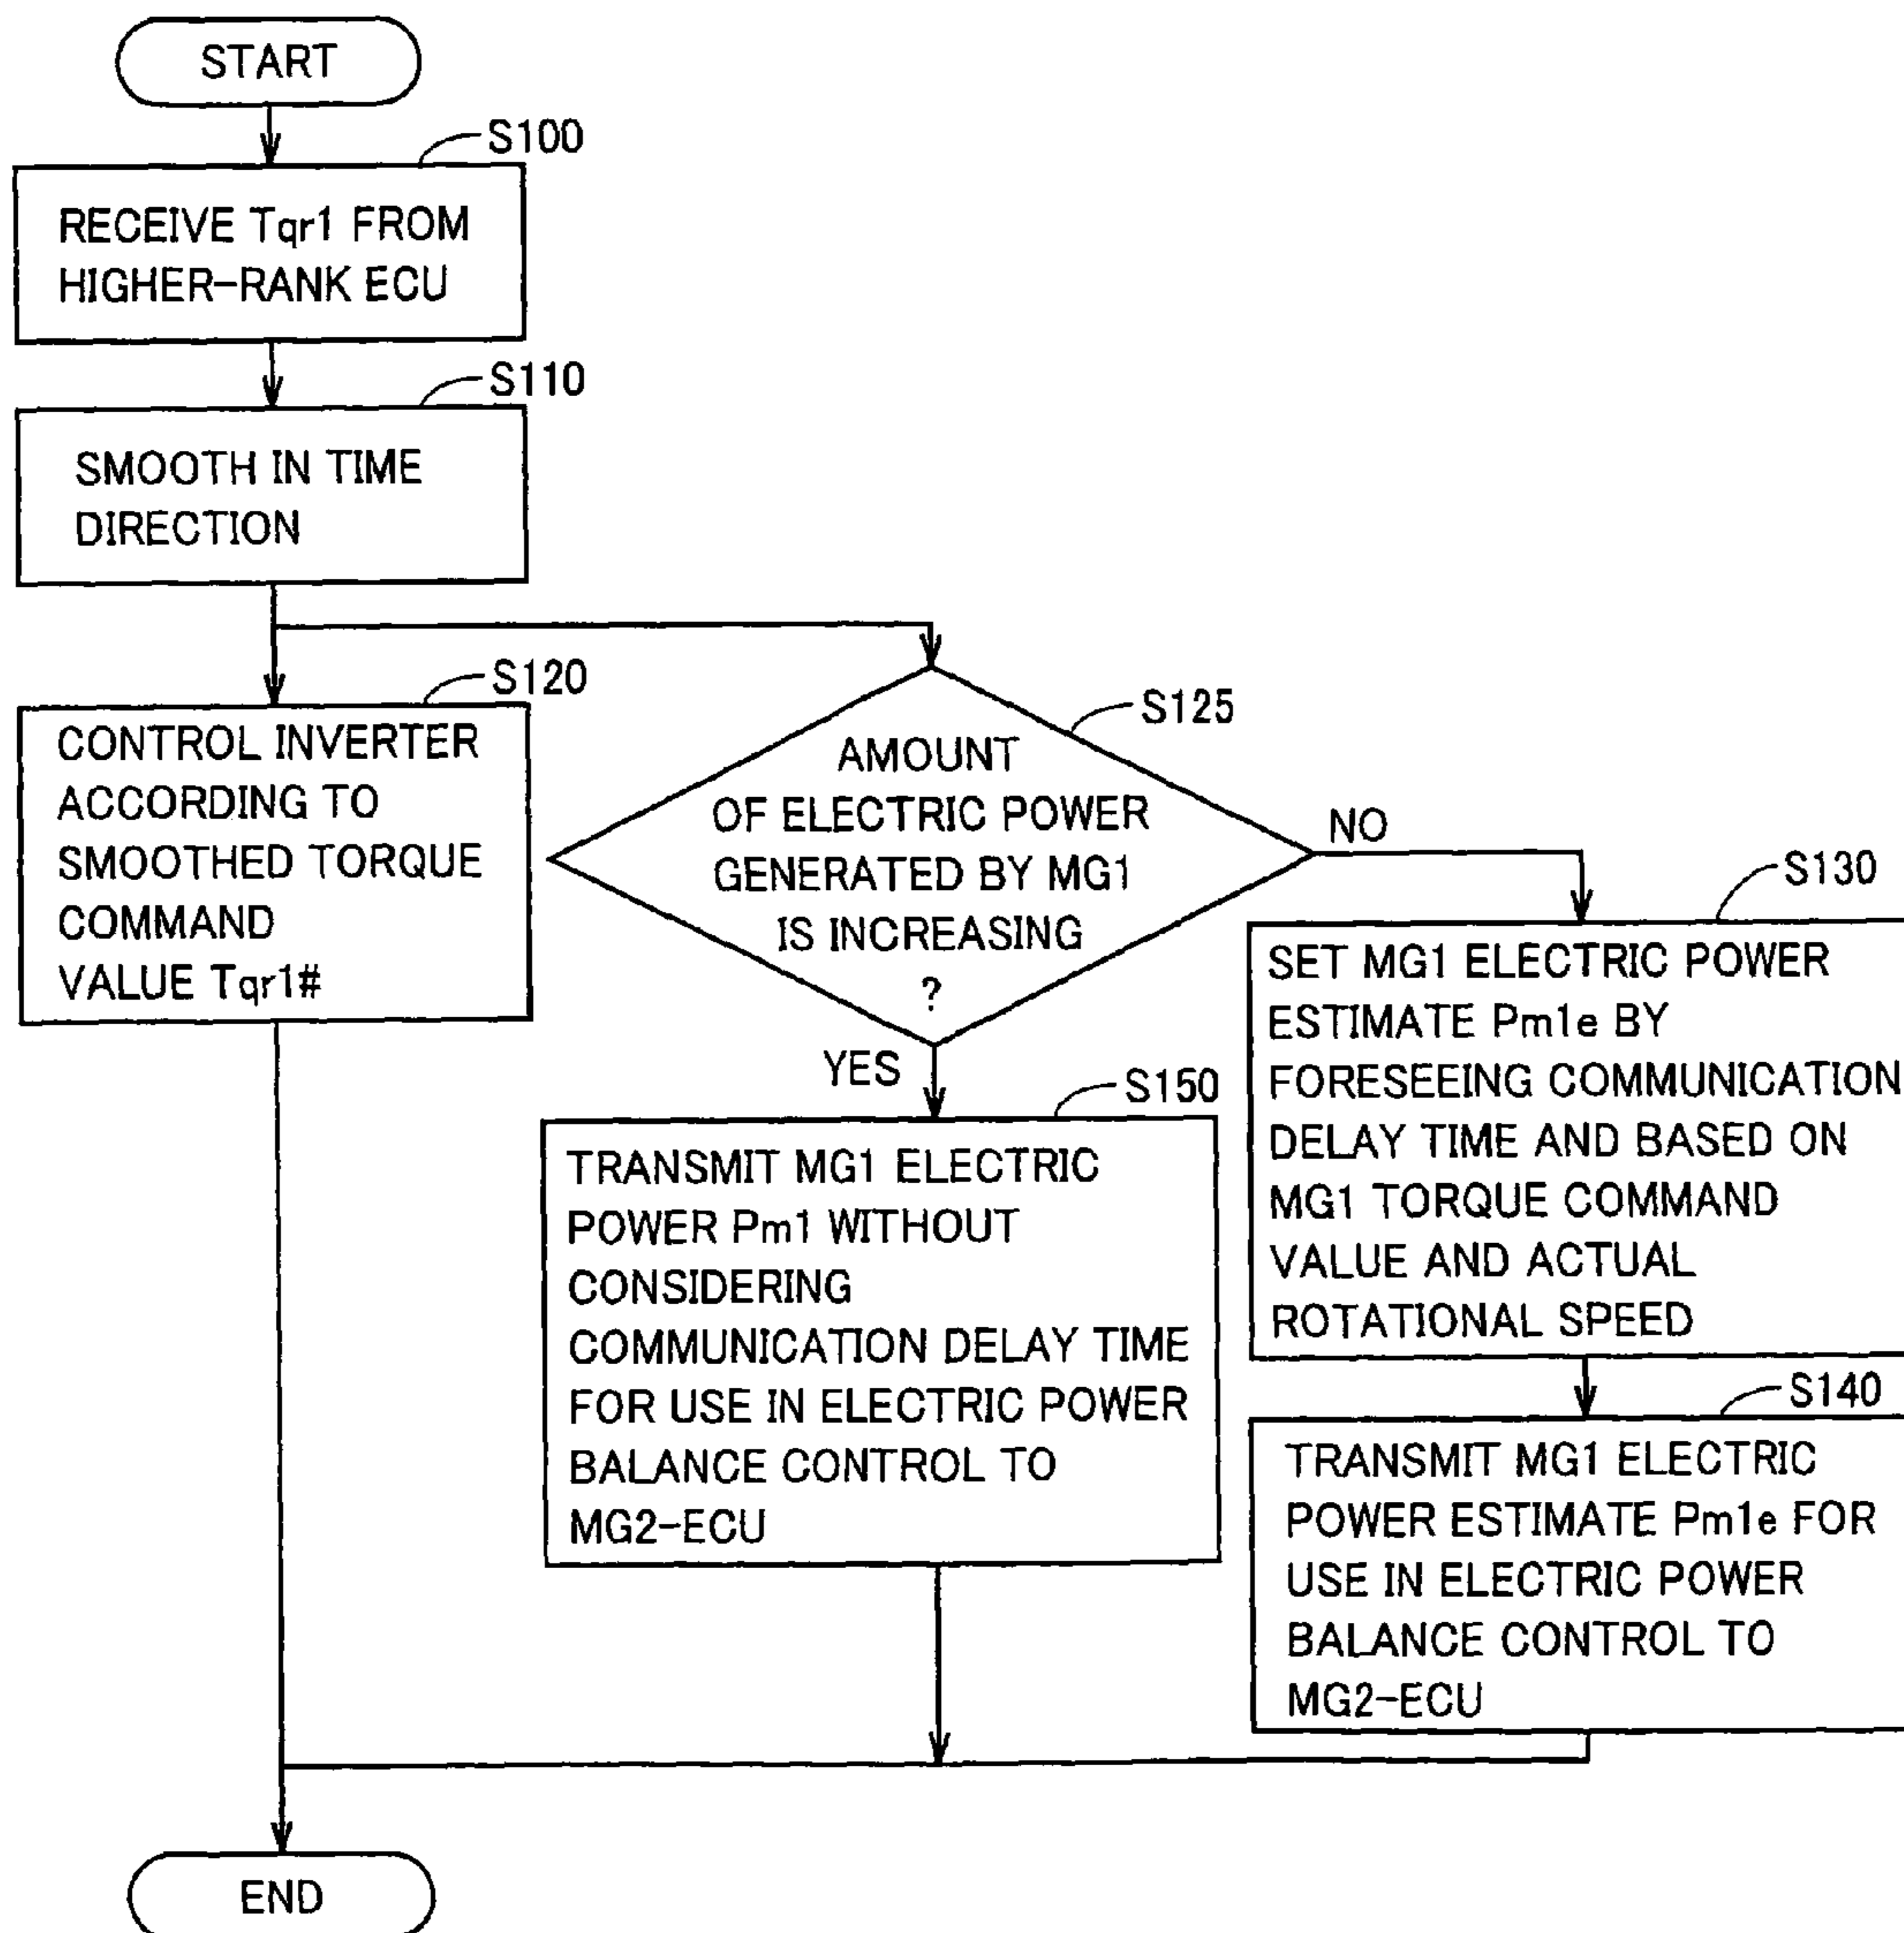 START
S100
RECEIVE Tqr1 FROM
HIGHER-RANK ECU
S110
SMOOTH IN TIME
DIRECTION
S120
CONTROL INVERTER
ACCORDING TO
SMOOTHED TORQUE
COMMAND
VALUE Tqr1#
S125
AMOUNT
OF ELECTRIC POWER
GENERATED BY MG1
IS INCREASING
?
NO
YES
S130
SET MG1 ELECTRIC POWER
ESTIMATE Pm1e BY
FORESEEING COMMUNICATION
DELAY TIME AND BASED ON
MG1 TORQUE COMMAND
VALUE AND ACTUAL
ROTATIONAL SPEED
S150
TRANSMIT MG1 ELECTRIC
POWER Pm1 WITHOUT
CONSIDERING
COMMUNICATION DELAY TIME
FOR USE IN ELECTRIC POWER
BALANCE CONTROL TO
MG2-ECU
S140
TRANSMIT MG1 ELECTRIC
POWER ESTIMATE Pm1e FOR
USE IN ELECTRIC POWER
BALANCE CONTROL TO
MG2-ECU
END